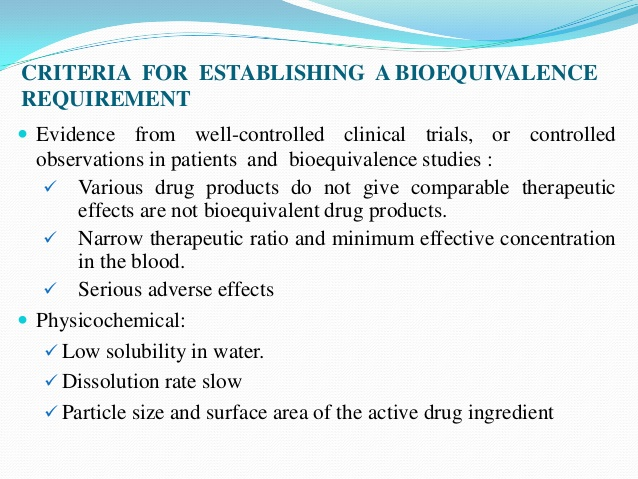 CRITERIA FOR ESTABLISHING A BIOEQUIVALENCE
REQUIREMENT
Evidence from well-controlled clinical trials, or controlled
observations in patients and bioequivalence studies :
Various drug products do not give comparable therapeutic
effects are not bioequivalent drug products.
Narrow therapeutic ratio and minimum effective concentration
in the blood.
Serious adverse effects
Physicochemical:
Low solubility in water.
Dissolution rate slow
Particle size and surface area of the active drug ingredient